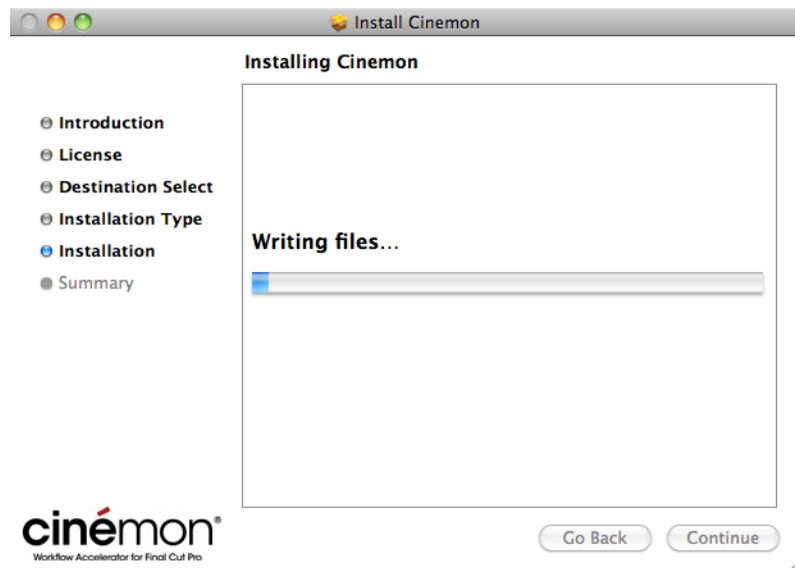 Install Cinemon
Installing Cinemon
Introduction
License
Destination Select
Installation Type
Installation
Summary
Writing files...
cinémon®
Workflow Accelerator for Final Cut Pro
Go Back
Continue